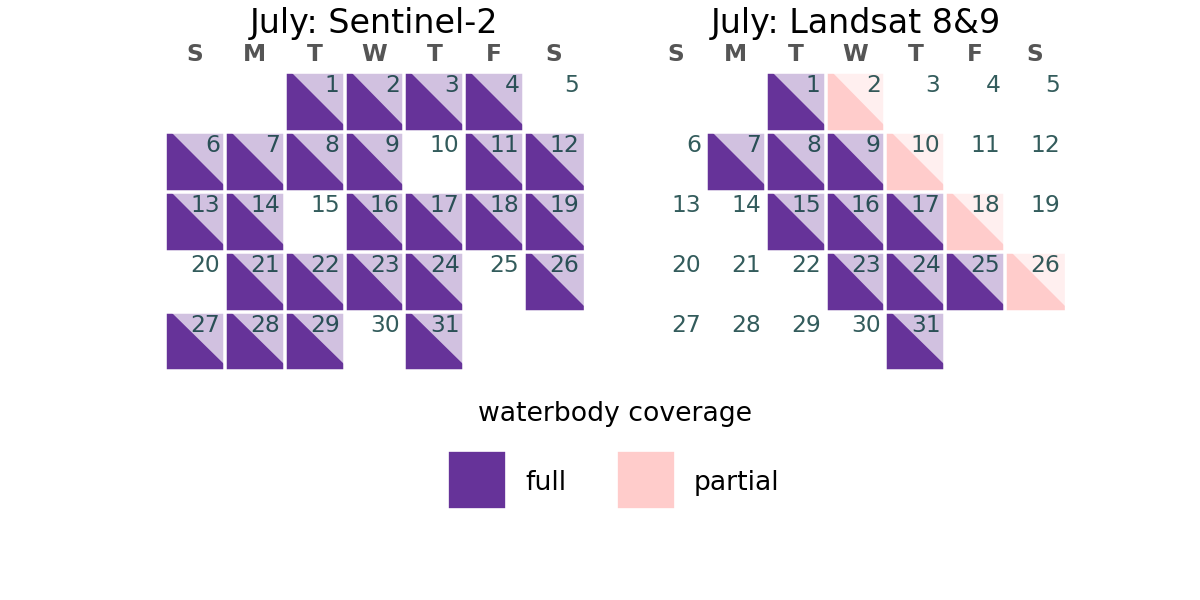 July: Sentinel-2
S M T W T F S
1 2 3 4 5
6 7 8 9 10 11 12
13 14 15 16 17 18 19
20 21 22 23 24 25 26
27 28 29 30 31
July: Landsat 8&9
S M T W T F S
1 2 3 4 5
6 7 8 9 10 11 12
13 14 15 16 17 18 19
20 21 22 23 24 25 26
27 28 29 30 31
waterbody coverage
full partial